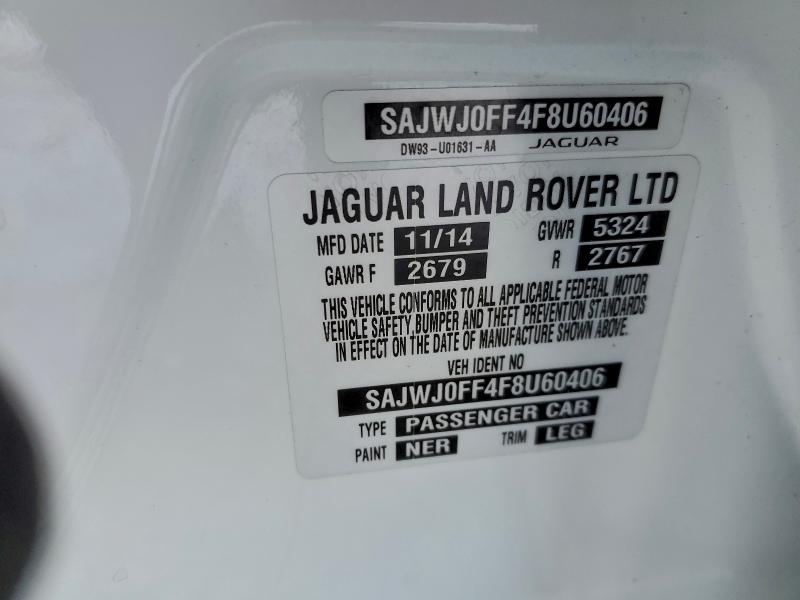 SAJWJ0FF4F8U60406
DW93-U01631-AA JAGUAR
JAGUAR LAND ROVER LTD
MFD DATE 11/14 GVWR 5324
GAWR F 2679 R 2767
THIS VEHICLE CONFORMS TO ALL APPLICABLE FEDERAL MOTOR
VEHICLE SAFETY,BUMPER AND THEFT PREVENTION STANDARDS
IN EFFECT ON THE DATE OF MANUFACTURE SHOWN ABOVE.
VEH IDENT NO
SAJWJ0FF4F8U60406
TYPE PASSENGER CAR
PAINT NER TRIM LEG